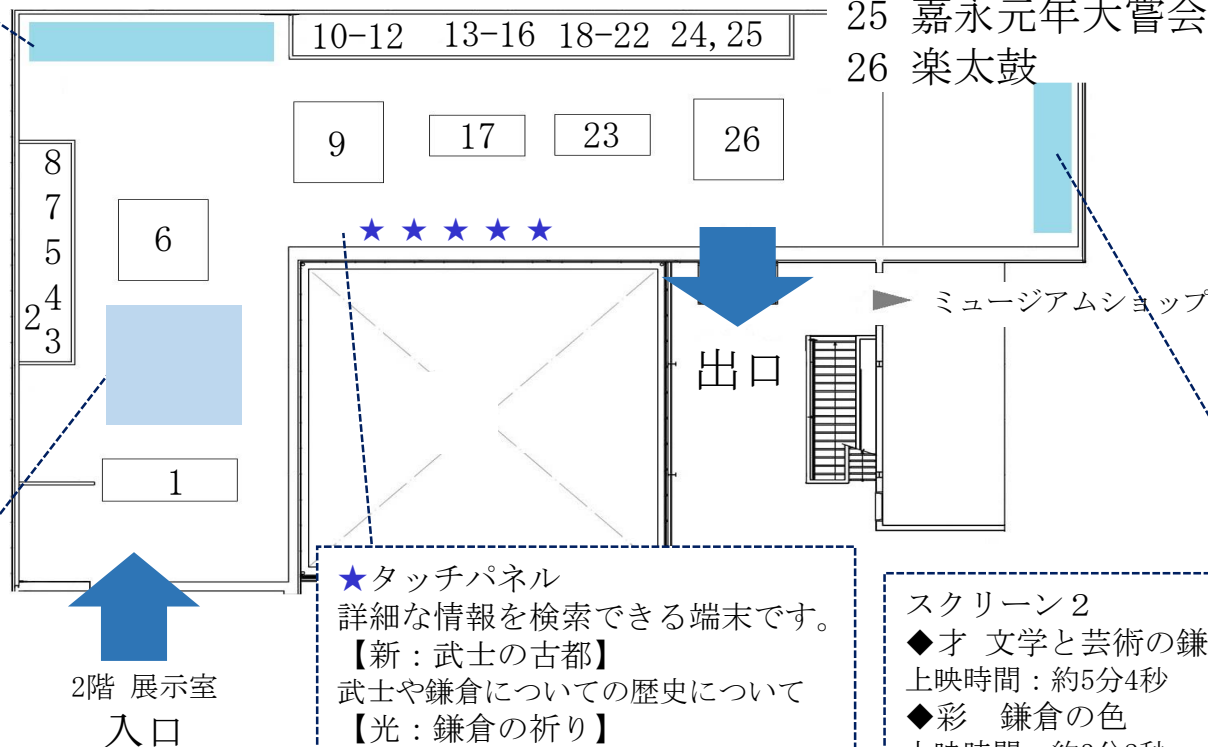 25 嘉永元年大嘗会
26 楽太鼓
10-12 13-16 18-22 24,25
9
17
23
26
8
7
5
4
2
3
6
1
ミュージアムショップ
出口
2階 展示室
入口
★タッチパネル
詳細な情報を検索できる端末です。
【新：武士の古都】
武士や鎌倉についての歴史について
【光：鎌倉の祈り】
スクリーン２
◆才 文学と芸術の鎌
上映時間：約5分4秒
◆彩 鎌倉の色